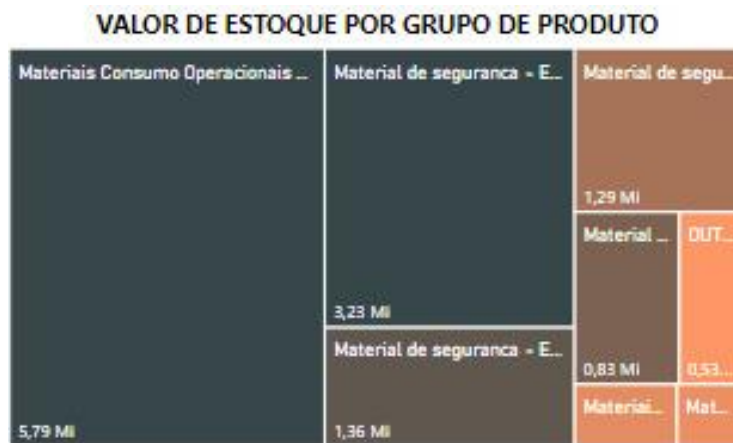 VALOR DE ESTOQUE POR GRUPO DE PRODUTO
Materiais Consumo Operacionais ...
5,79 Mi
Material de seguranca - E...
3,23 Mi
Material de seguranca - E...
1,36 Mi
Material de segu...
1,29 Mi
Material ...
0,83 Mi
OUT...
0,53...
Materiai...
Mat...